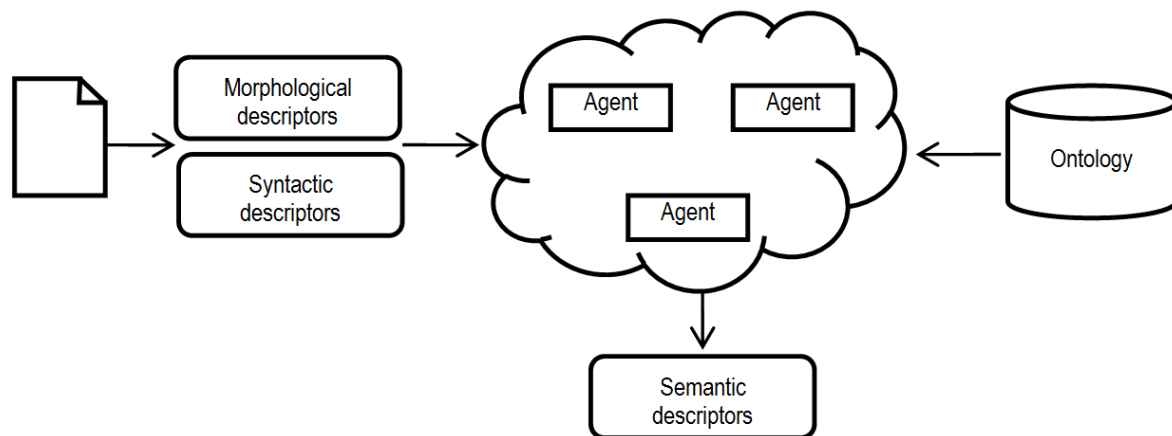 Morphological
descriptors
Syntactic
descriptors
Agent
Agent
Agent
Ontology
Semantic
descriptors